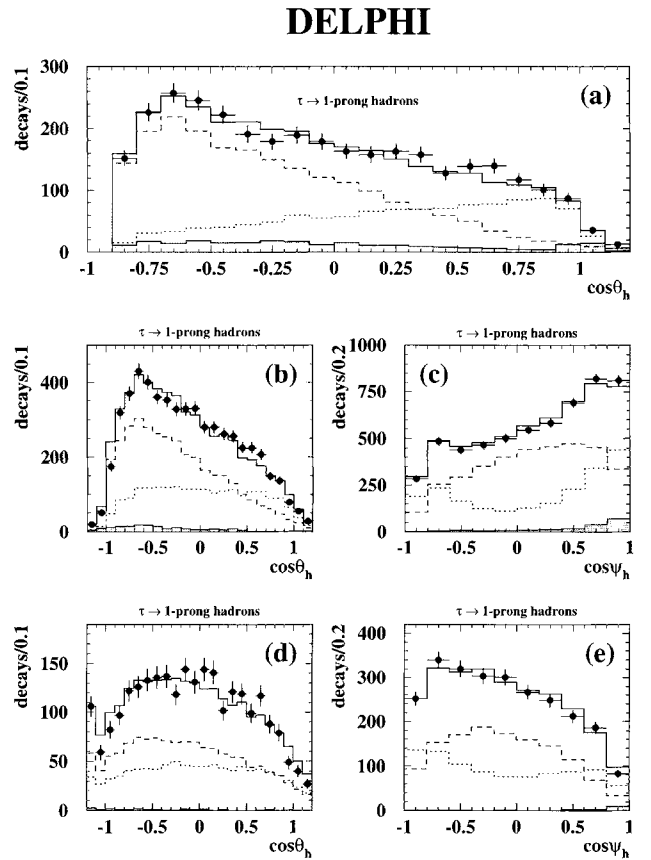 DELPHI
decays/0.1
300
200
100
0
τ → 1-prong hadrons
(a)
-1 -0.75 -0.5 -0.25 0 0.25 0.5 0.75 1
cosθh
τ → 1-prong hadrons
decays/0.1
400
200
0
(b)
-1 -0.5 0 0.5 1
cosθh
τ → 1-prong hadrons
decays/0.2
1000
750
500
250
0
(c)
-1 -0.5 0 0.5 1
cosψh
τ → 1-prong hadrons
decays/0.1
150
100
50
0
(d)
-1 -0.5 0 0.5 1
cosθh
τ → 1-prong hadrons
decays/0.2
400
300
200
100
0
(e)
-1 -0.5 0 0.5 1
cosψh